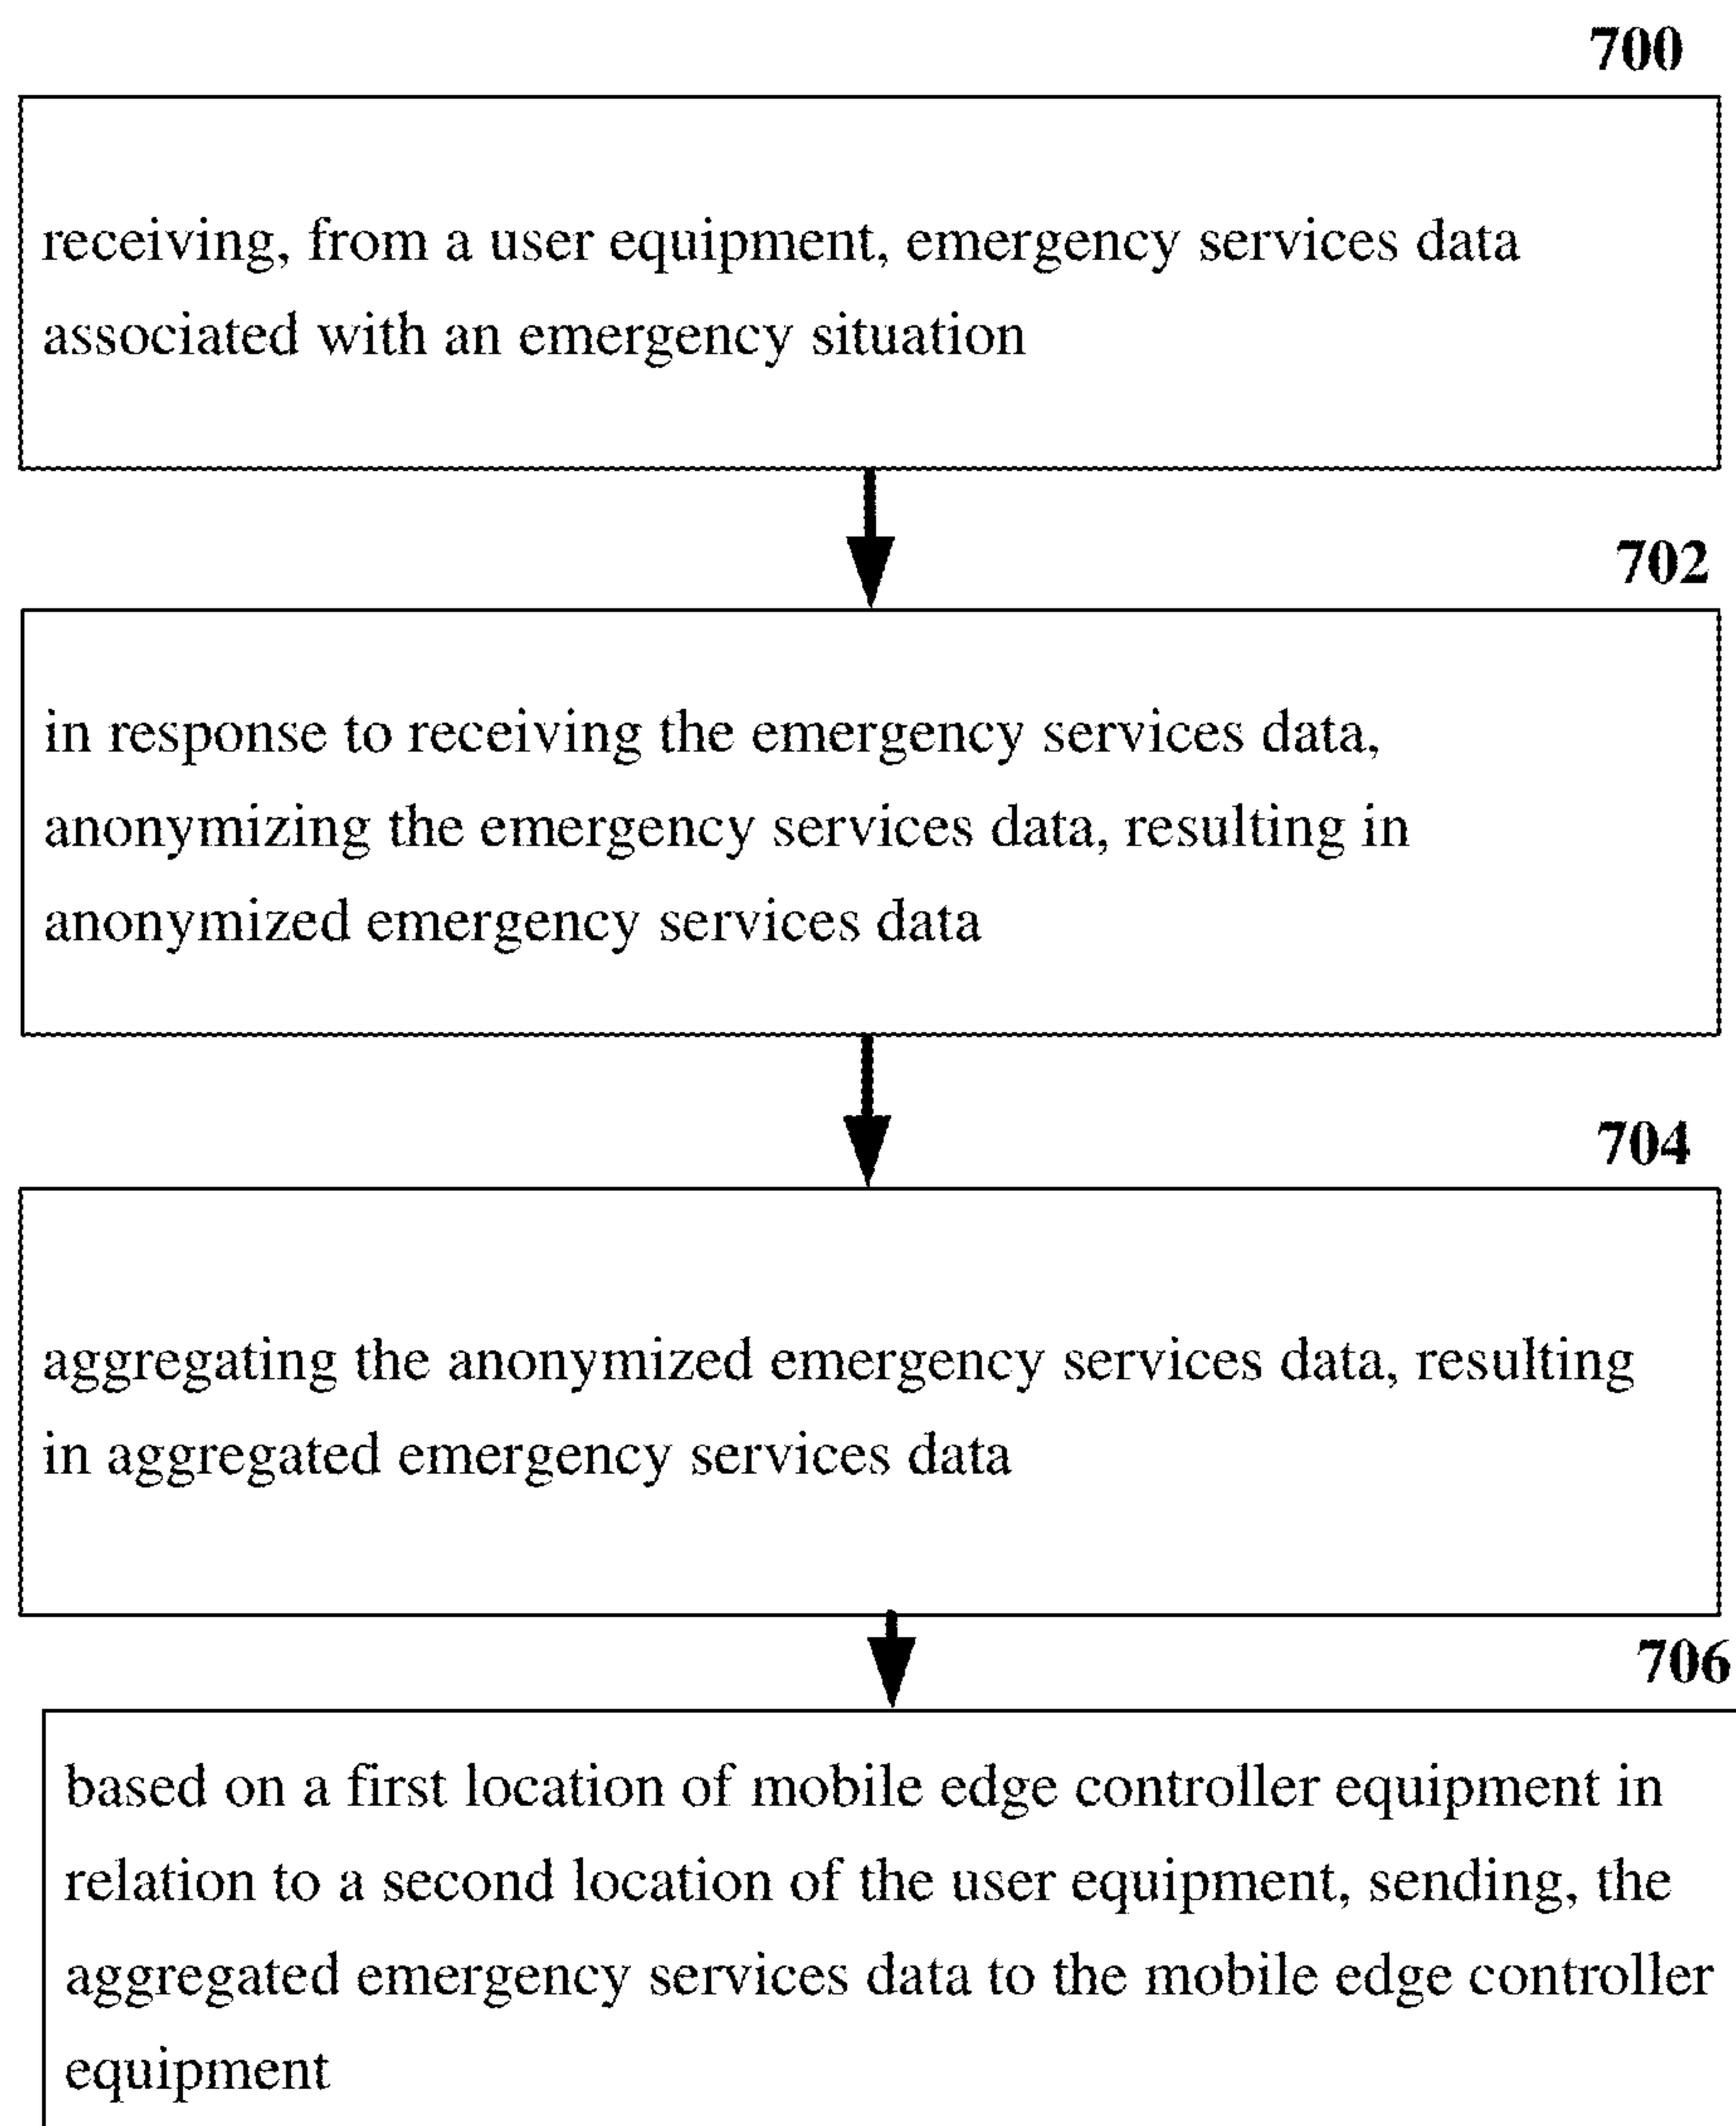 700
receiving, from a user equipment, emergency services data
associated with an emergency situation
702
in response to receiving the emergency services data,
anonymizing the emergency services data, resulting in
anonymized emergency services data
704
aggregating the anonymized emergency services data, resulting
in aggregated emergency services data
706
based on a first location of mobile edge controller equipment in
relation to a second location of the user equipment, sending, the
aggregated emergency services data to the mobile edge controller
equipment